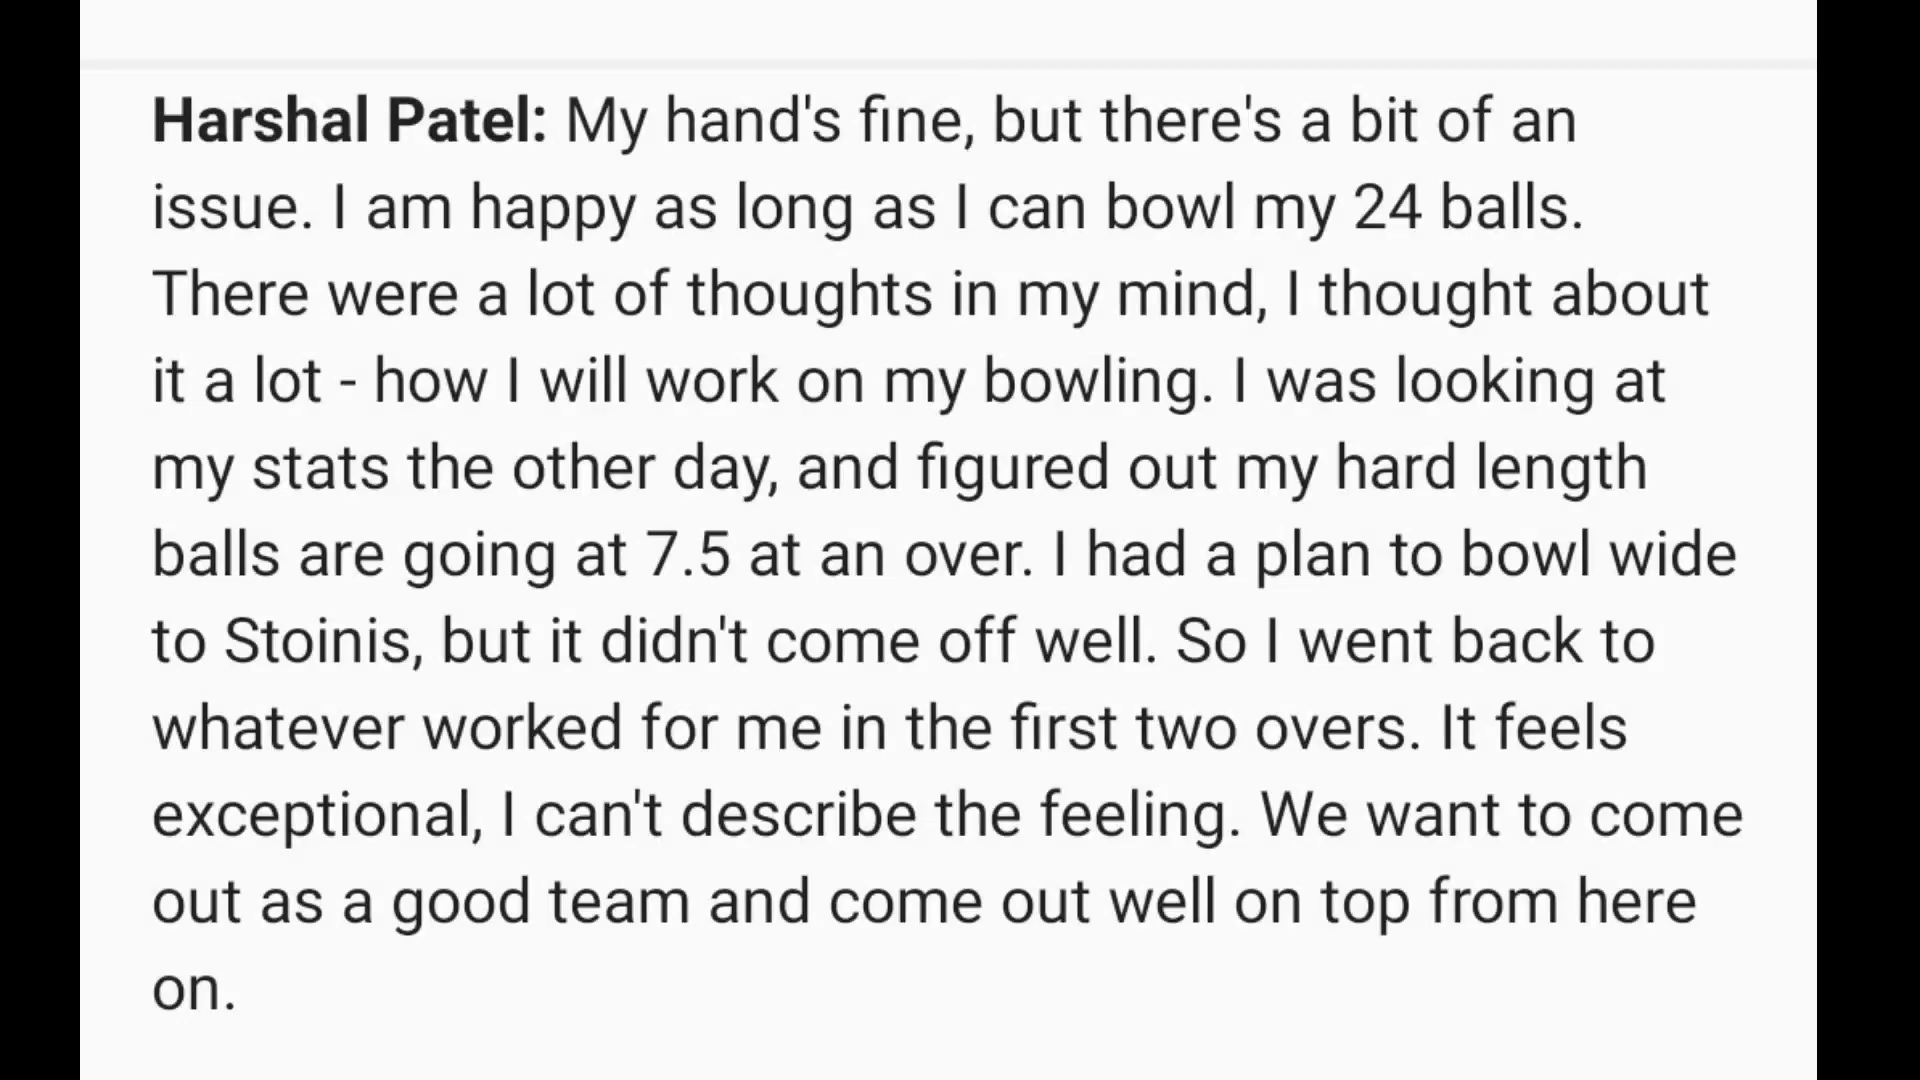 Harshal Patel: My hand's fine, but there's a bit of an
issue. I am happy as long as I can bowl my 24 balls.
There were a lot of thoughts in my mind, I thought about
it a lot - how I will work on my bowling. I was looking at
my stats the other day, and figured out my hard length
balls are going at 7.5 at an over. I had a plan to bowl wide
to Stoinis, but it didn't come off well. So I went back to
whatever worked for me in the first two overs. It feels
exceptional, I can't describe the feeling. We want to come
out as a good team and come out well on top from here
on.